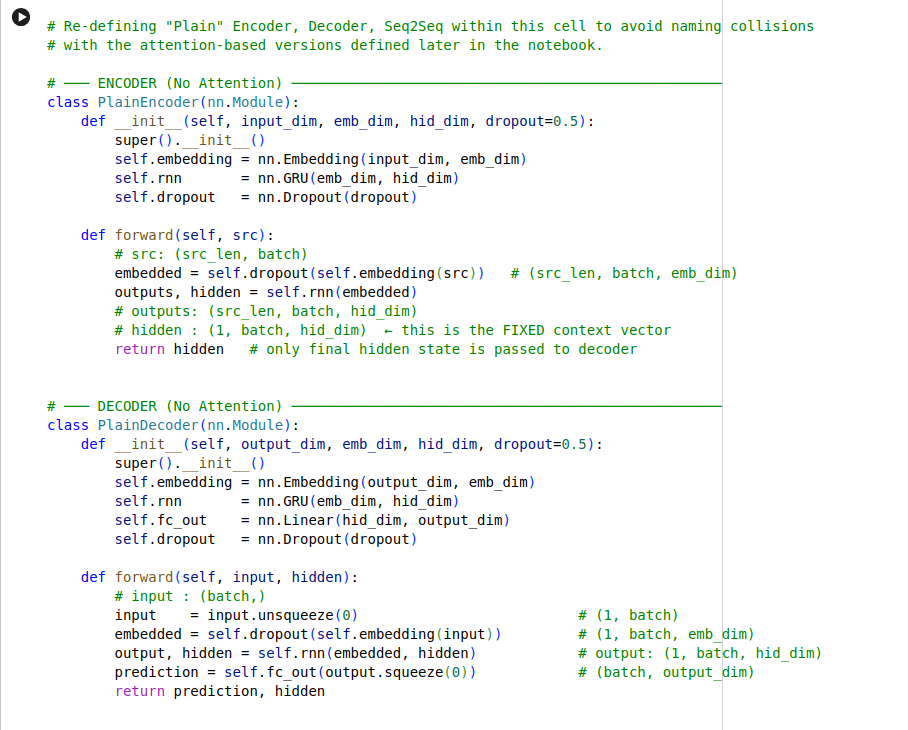 # Re-defining "Plain" Encoder, Decoder, Seq2Seq within this cell to avoid naming collisions
# with the attention-based versions defined later in the notebook.
# ─── ENCODER (No Attention) ───────────────────────────────────────────────────
class PlainEncoder(nn.Module):
    def __init__(self, input_dim, emb_dim, hid_dim, dropout=0.5):
        super().__init__()
        self.embedding = nn.Embedding(input_dim, emb_dim)
        self.rnn       = nn.GRU(emb_dim, hid_dim)
        self.dropout   = nn.Dropout(dropout)
    def forward(self, src):
        # src: (src_len, batch)
        embedded = self.dropout(self.embedding(src))   # (src_len, batch, emb_dim)
        outputs, hidden = self.rnn(embedded)
        # outputs: (src_len, batch, hid_dim)
        # hidden : (1, batch, hid_dim)  ← this is the FIXED context vector
        return hidden   # only final hidden state is passed to decoder
# ─── DECODER (No Attention) ───────────────────────────────────────────────────
class PlainDecoder(nn.Module):
    def __init__(self, output_dim, emb_dim, hid_dim, dropout=0.5):
        super().__init__()
        self.embedding = nn.Embedding(output_dim, emb_dim)
        self.rnn       = nn.GRU(emb_dim, hid_dim)
        self.fc_out    = nn.Linear(hid_dim, output_dim)
        self.dropout   = nn.Dropout(dropout)
    def forward(self, input, hidden):
        # input : (batch,)
        input    = input.unsqueeze(0)                          # (1, batch)
        embedded = self.dropout(self.embedding(input))         # (1, batch, emb_dim)
        output, hidden = self.rnn(embedded, hidden)            # output: (1, batch, hid_dim)
        prediction = self.fc_out(output.squeeze(0))            # (batch, output_dim)
        return prediction, hidden